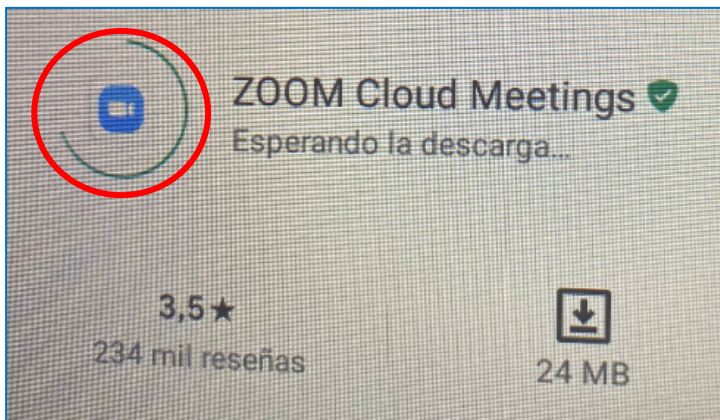 ZOOM Cloud Meetings
Esperando la descarga...
3,5★
234 mil reseñas
24 MB